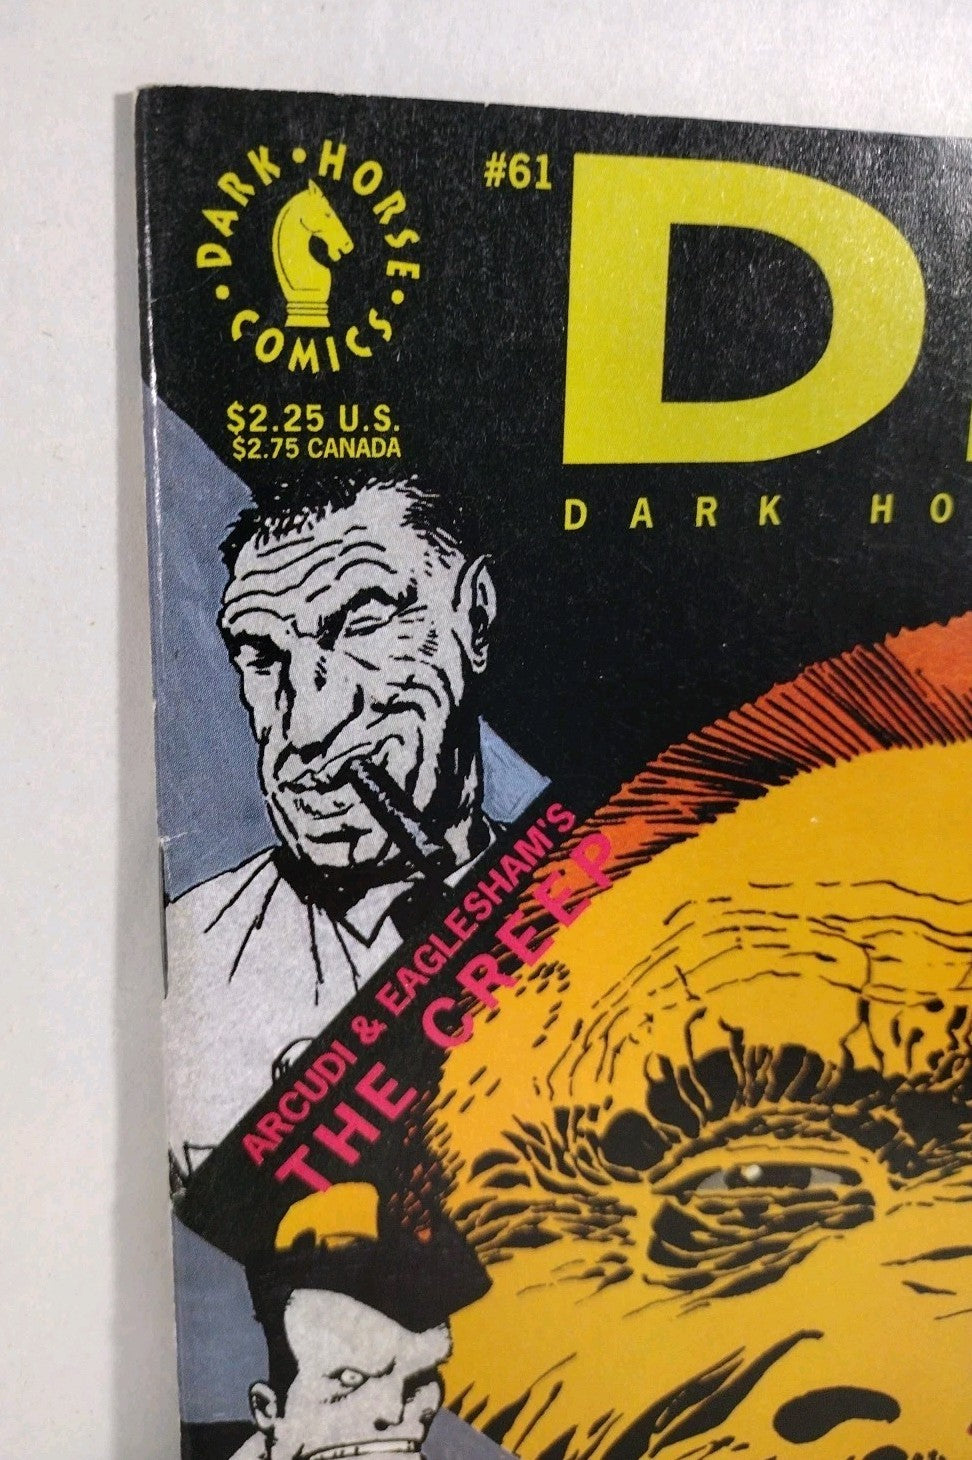 DARK • HORSE • COMICS •
#61
D
$2.25 U.S.
$2.75 CANADA
DARK HO
ARCUDI & EAGLESHAM'S
THE CREEP